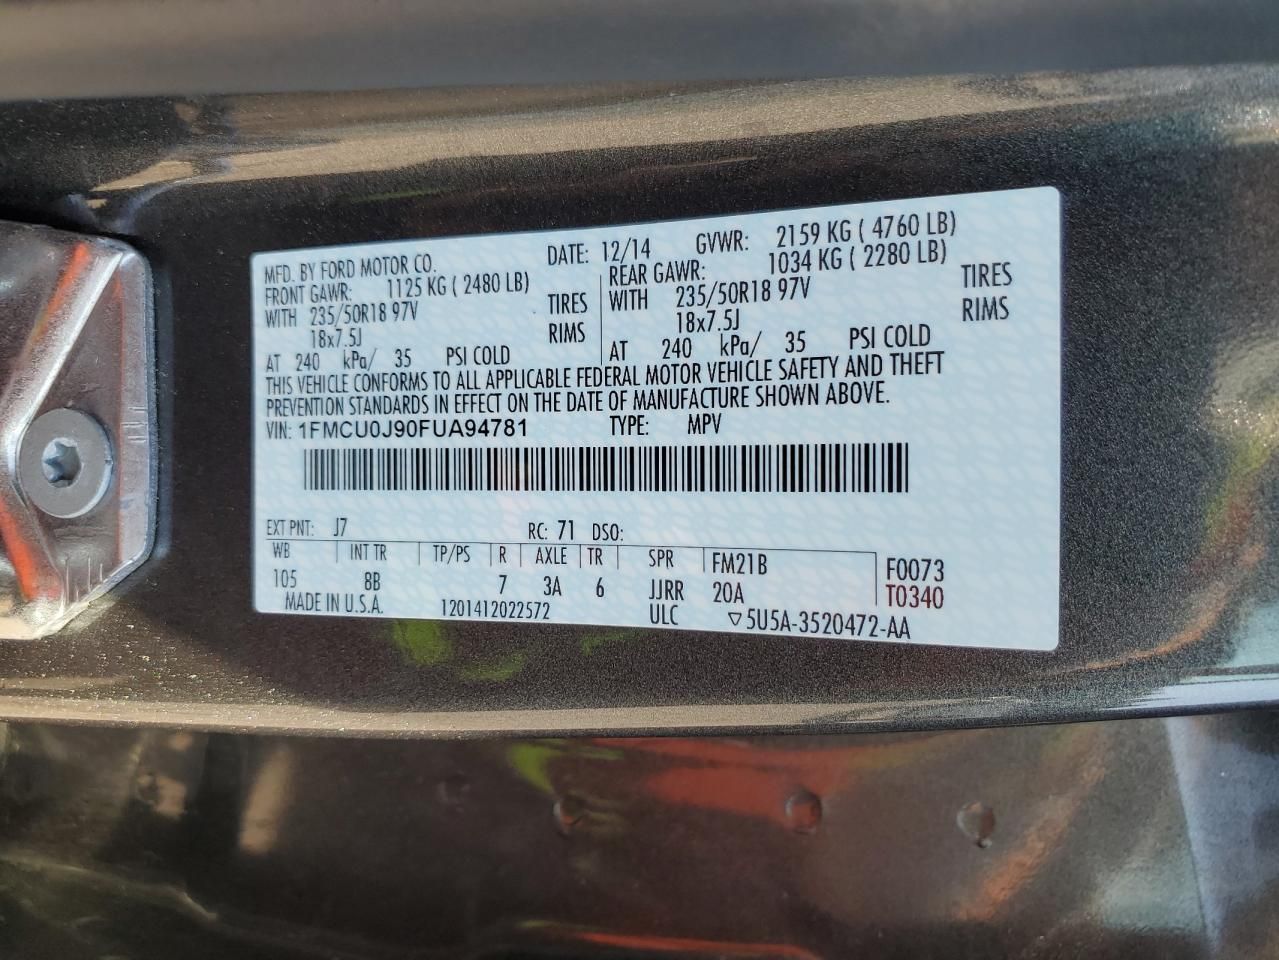 MFD. BY FORD MOTOR CO. DATE: 12/14 GVWR: 2159 KG ( 4760 LB)
FRONT GAWR: 1125 KG ( 2480 LB) REAR GAWR: 1034 KG ( 2280 LB)
WITH 235/50R18 97V TIRES WITH 235/50R18 97V TIRES
18x7.5J RIMS 18x7.5J RIMS
AT 240 kPa/ 35 PSI COLD AT 240 kPa/ 35 PSI COLD
THIS VEHICLE CONFORMS TO ALL APPLICABLE FEDERAL MOTOR VEHICLE SAFETY AND THEFT
PREVENTION STANDARDS IN EFFECT ON THE DATE OF MANUFACTURE SHOWN ABOVE.
VIN: 1FMCU0J90FUA94781 TYPE: MPV
EXT PNT: J7 RC: 71 DSO:
WB INT TR TP/PS R AXLE TR SPR FM21B F0073
105 8B 7 3A 6 JJRR 20A T0340
MADE IN U.S.A. 1201412022572 ULC ▽5U5A-3520472-AA